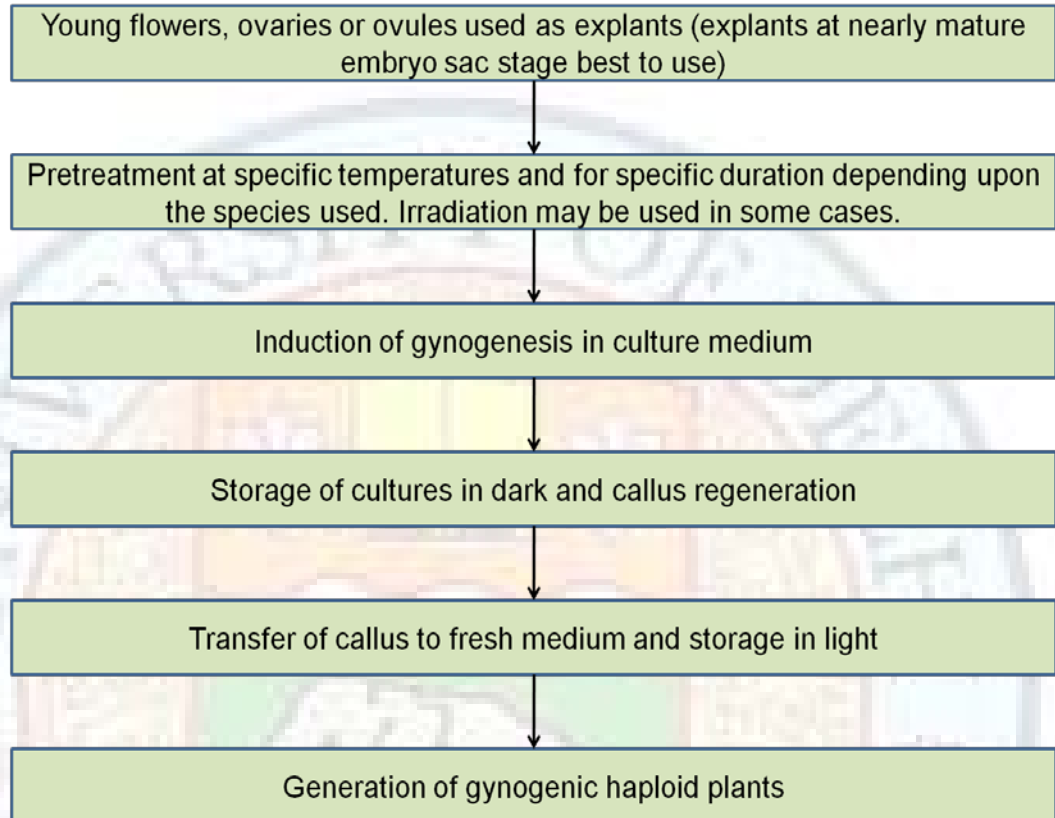 Young flowers, ovaries or ovules used as explants (explants at nearly mature
embryo sac stage best to use)
Pretreatment at specific temperatures and for specific duration depending upon
the species used. Irradiation may be used in some cases.
Induction of gynogenesis in culture medium
Storage of cultures in dark and callus regeneration
Transfer of callus to fresh medium and storage in light
Generation of gynogenic haploid plants